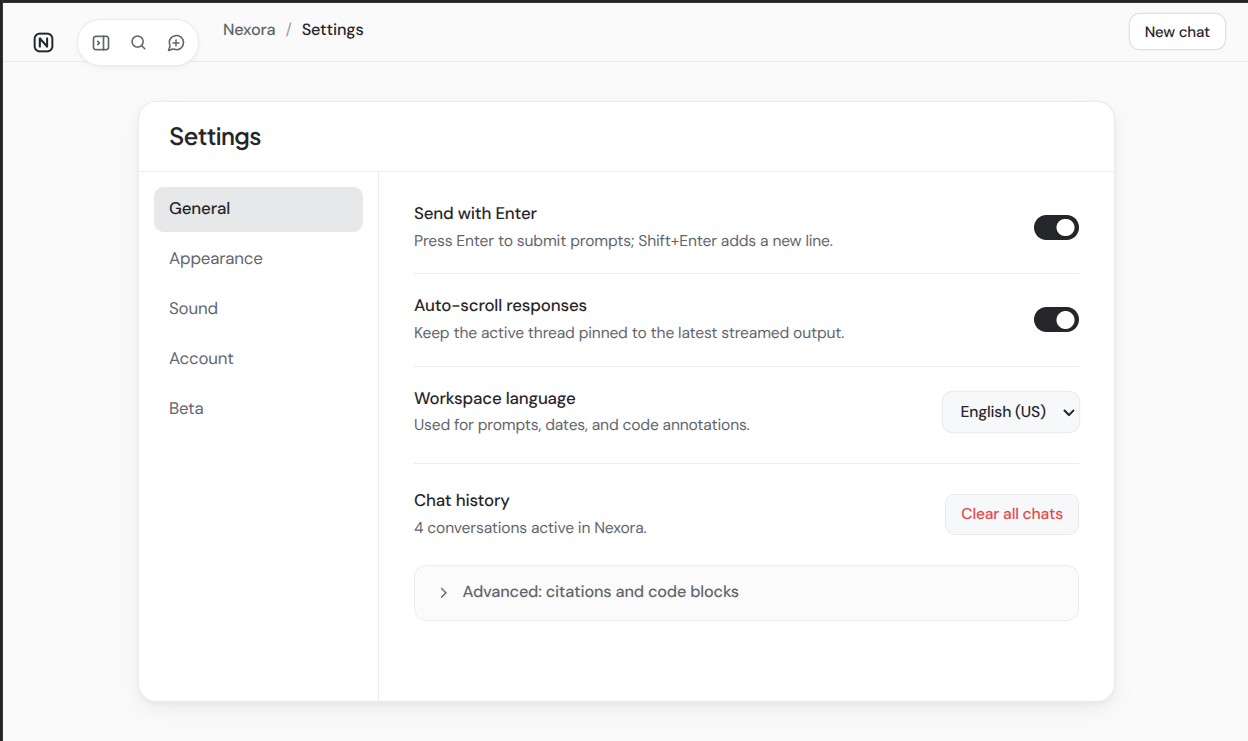 N
Nexora / Settings
New chat
Settings
General
Appearance
Sound
Account
Beta
Send with Enter
Press Enter to submit prompts; Shift+Enter adds a new line.
Auto-scroll responses
Keep the active thread pinned to the latest streamed output.
Workspace language
Used for prompts, dates, and code annotations.
English (US)
Chat history
4 conversations active in Nexora.
Clear all chats
Advanced: citations and code blocks